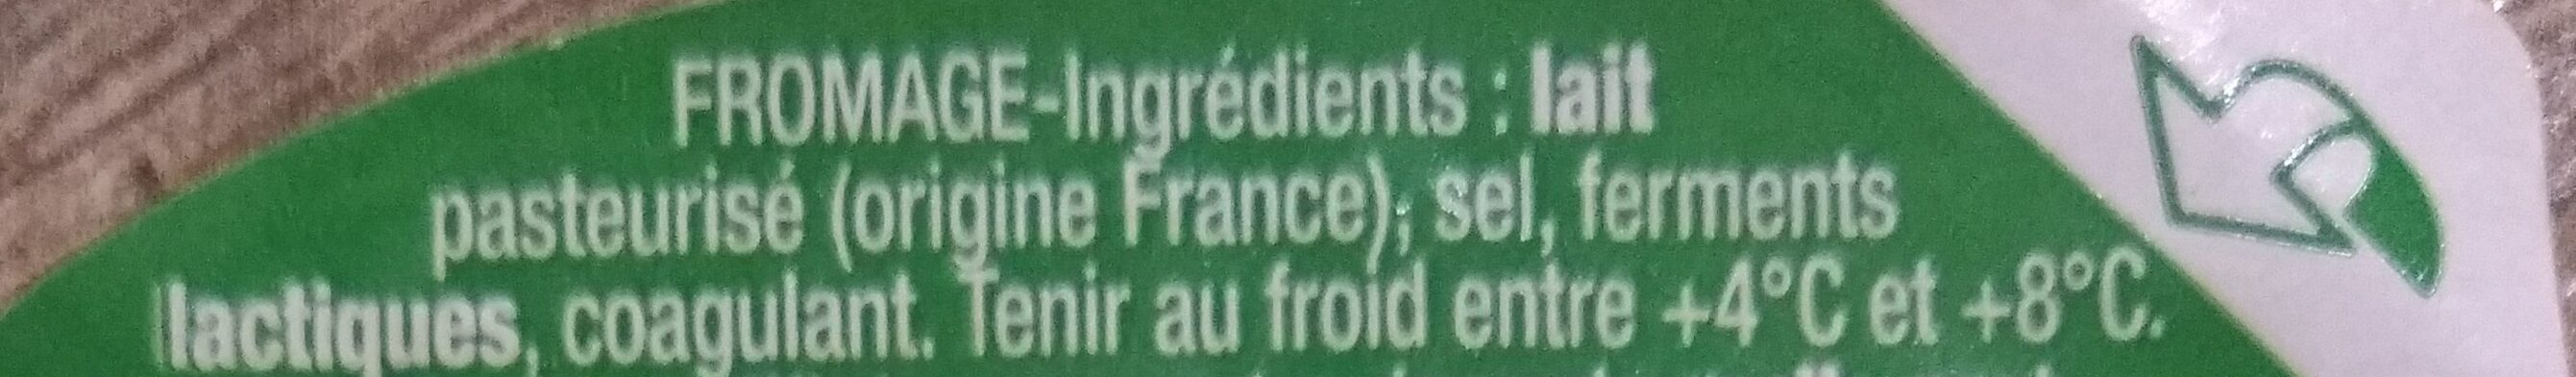 FROMAGE-Ingrédients : lait
pasteurisé (origine France), sel, ferments
lactiques, coagulant. Tenir au froid entre +4°C et +8°C.